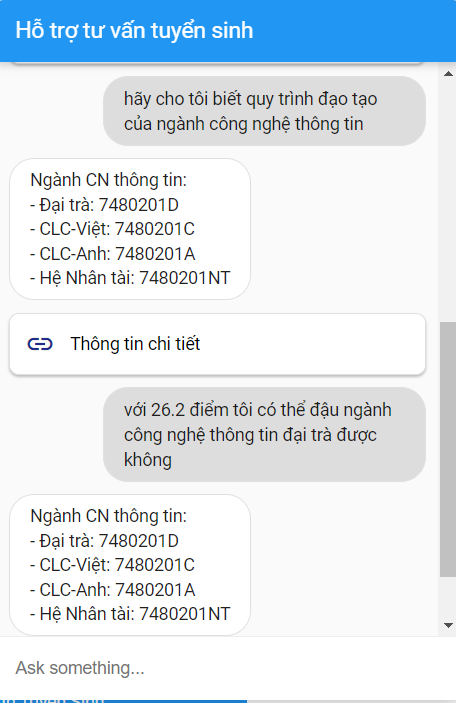 Hỗ trợ tư vấn tuyển sinh
hãy cho tôi biết quy trình đạo tạo
của ngành công nghệ thông tin
Ngành CN thông tin:
- Đại trà: 7480201D
- CLC-Việt: 7480201C
- CLC-Anh: 7480201A
- Hệ Nhân tài: 7480201NT
Thông tin chi tiết
với 26.2 điểm tôi có thể đậu ngành
công nghệ thông tin đại trà được
không
Ngành CN thông tin:
- Đại trà: 7480201D
- CLC-Việt: 7480201C
- CLC-Anh: 7480201A
- Hệ Nhân tài: 7480201NT
Ask something...